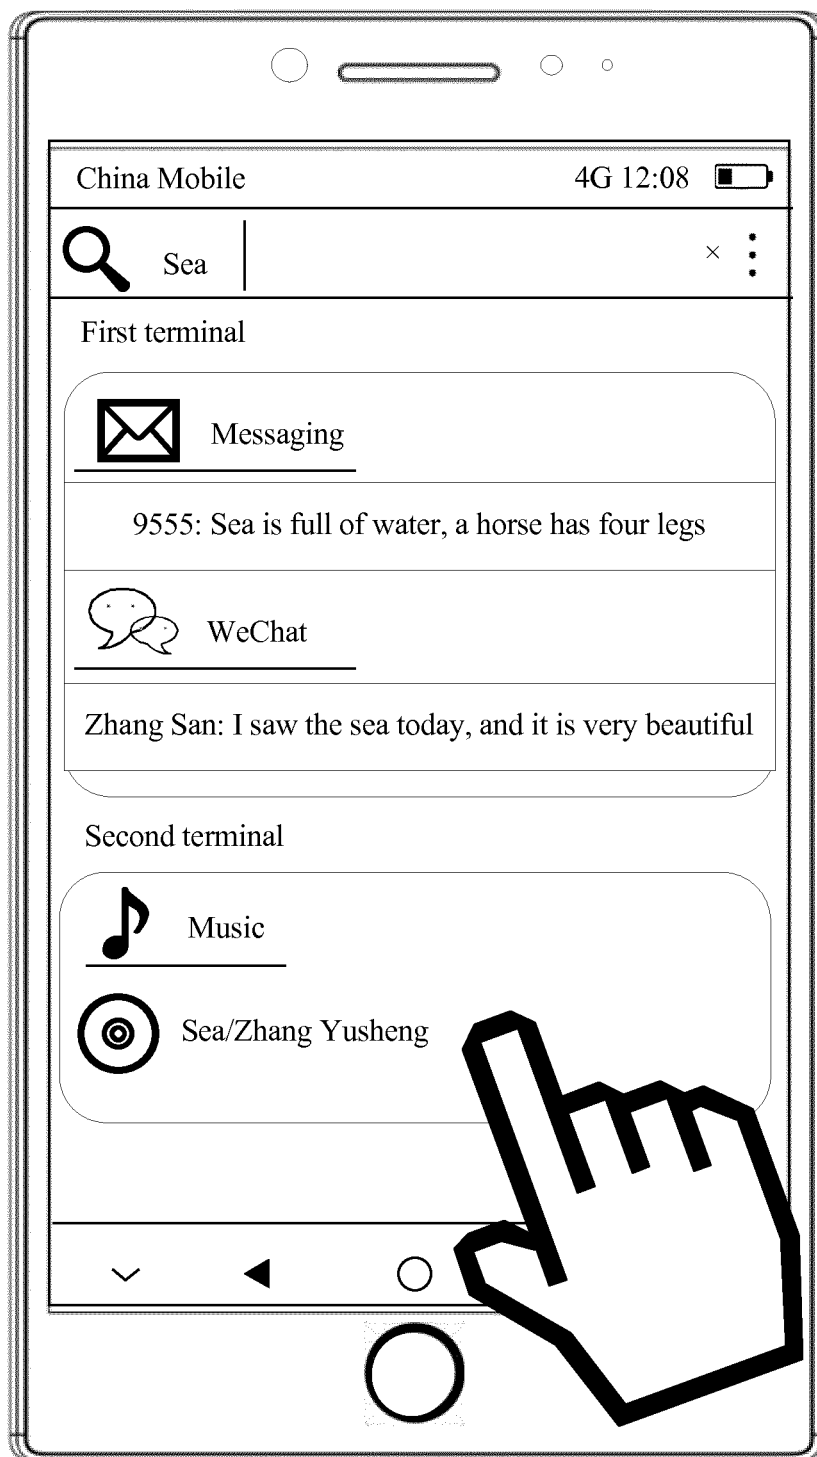 China Mobile 4G 12:08
Sea ×
First terminal
Messaging
9555: Sea is full of water, a horse has four legs
WeChat
Zhang San: I saw the sea today, and it is very beautiful
Second terminal
Music
Sea/Zhang Yusheng